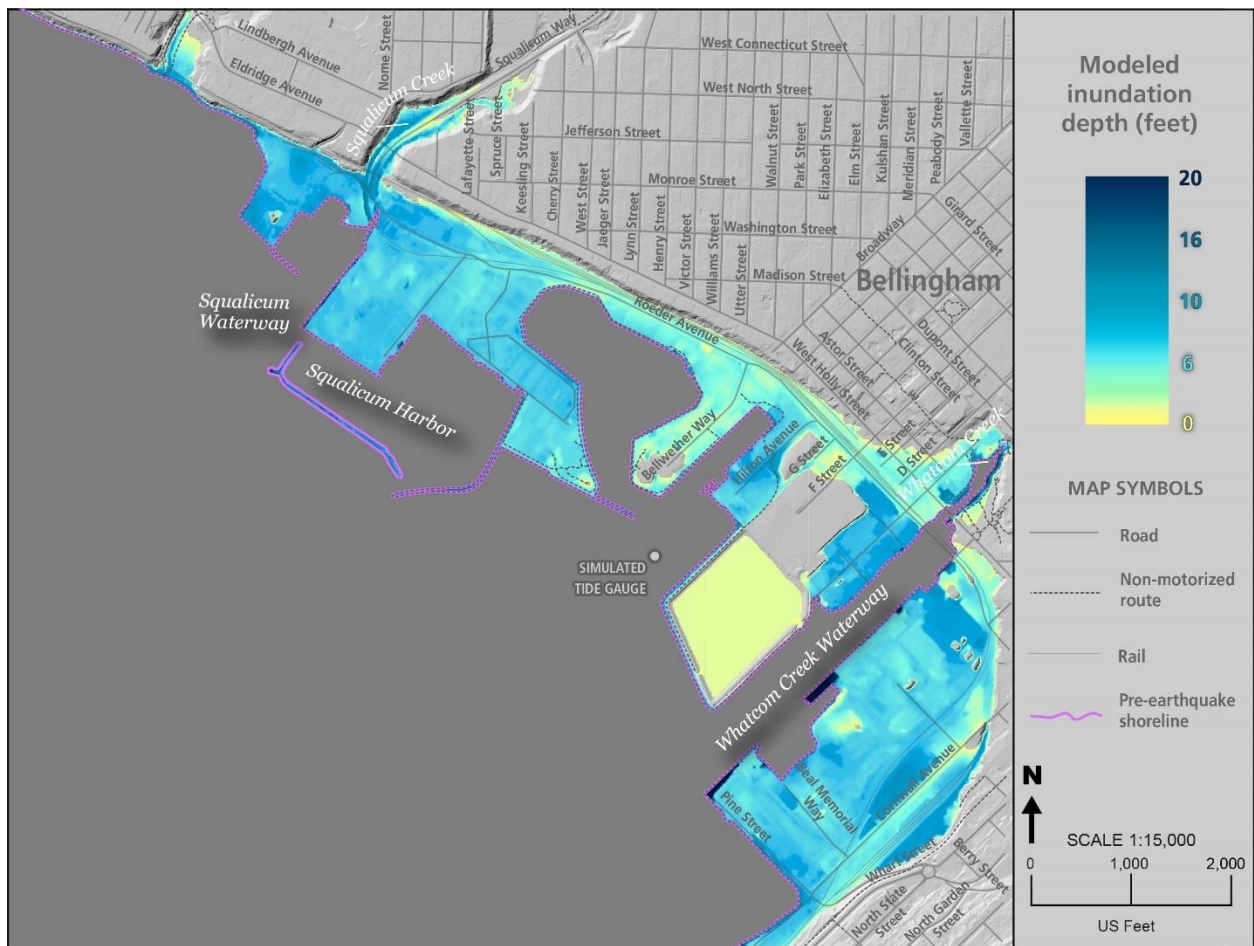 Lindbergh Avenue
Eldridge Avenue
Nome Street
Squalicum Way
Squalicum Creek
West Connecticut Street
West North Street
Jefferson Street
Monroe Street
Washington Street
Madison Street
Lafayette Street
Spruce Street
Keesling Street
Cherry Street
West Street
Jaeger Street
Lynn Street
Henry Street
Victor Street
Williams Street
Utter Street
Walnut Street
Park Street
Elizabeth Street
Elm Street
Kulshan Street
Meridian Street
Peabody Street
Vallette Street
Broadway
Girard Street
Bellingham
Squalicum
Waterway
Squalicum Harbor
Roeder Avenue
Dupont Street
Clinton Street
Astor Street
West Holly Street
Bellwether Way
Hilton Avenue
G Street
F Street
E Street
D Street
Whatcom Creek
SIMULATED
TIDE GAUGE
Whatcom Creek Waterway
Cornwall Avenue
Beal Memorial
Way
Pine Street
Wharf Street
Berry Street
North State
Street
North Garden
Street
Modeled
inundation
depth (feet)
20
16
10
6
0
MAP SYMBOLS
Road
Non-motorized
route
Rail
Pre-earthquake
shoreline
N
SCALE 1:15,000
0 1,000 2,000
US Feet